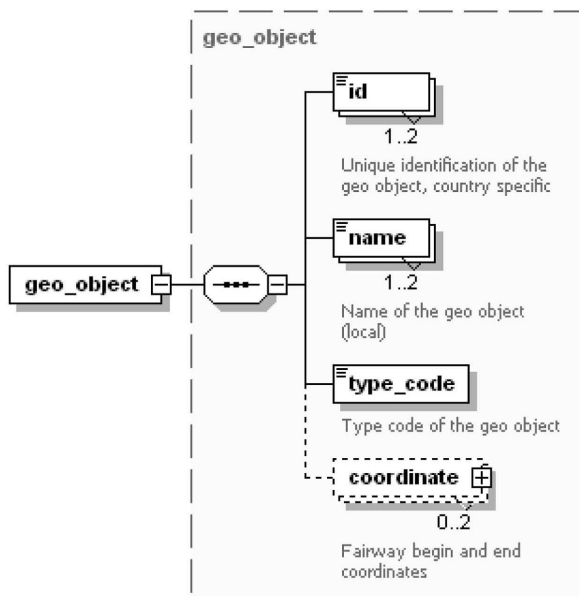 geo_object
id
1..2
Unique identification of the
geo object, country specific
name
1..2
Name of the geo object
(local)
geo_object
type_code
Type code of the geo object
coordinate
0..2
Fairway begin and end
coordinates